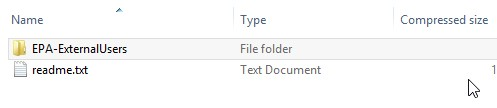 Name Type Compressed size
EPA-ExternalUsers File folder
readme.txt Text Document 1